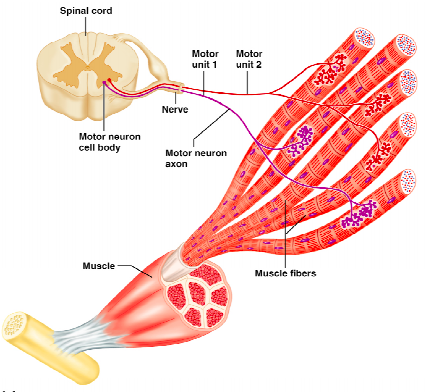 Spinal cord
Motor
unit 1
Motor
unit 2
Nerve
Motor neuron
cell body
Motor neuron
axon
Muscle
Muscle fibers